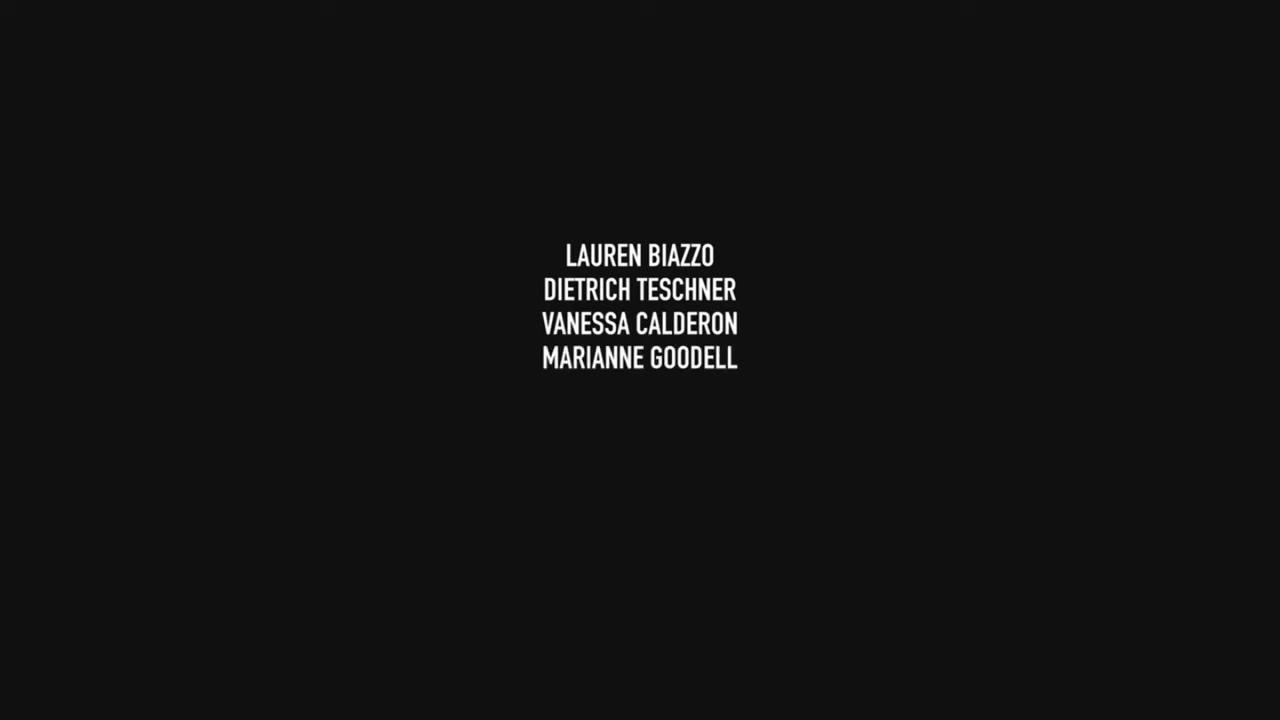 LAUREN BIAZZO
DIETRICH TESCHNER
VANESSA CALDERON
MARIANNE GOODELL